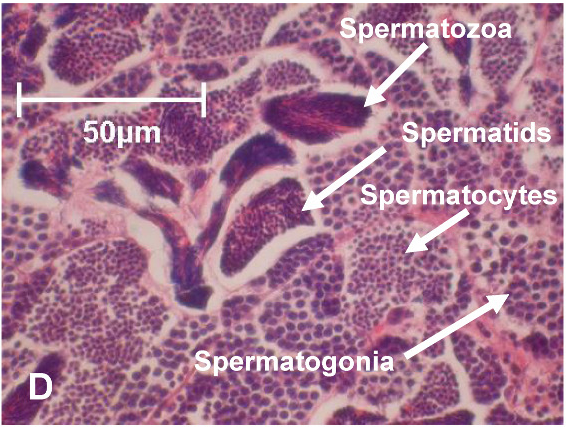 Spermatozoa
50µm
Spermatids
Spermatocytes
Spermatogonia
D